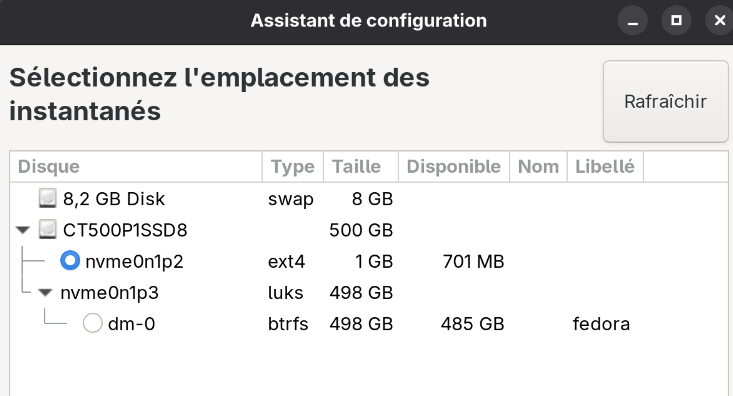 Assistant de configuration
Sélectionnez l'emplacement des
instantanés
Rafraîchir
Disque Type Taille Disponible Nom Libellé
8,2 GB Disk swap 8 GB
CT500P1SSD8 500 GB
nvme0n1p2 ext4 1 GB 701 MB
nvme0n1p3 luks 498 GB
dm-0 btrfs 498 GB 485 GB fedora